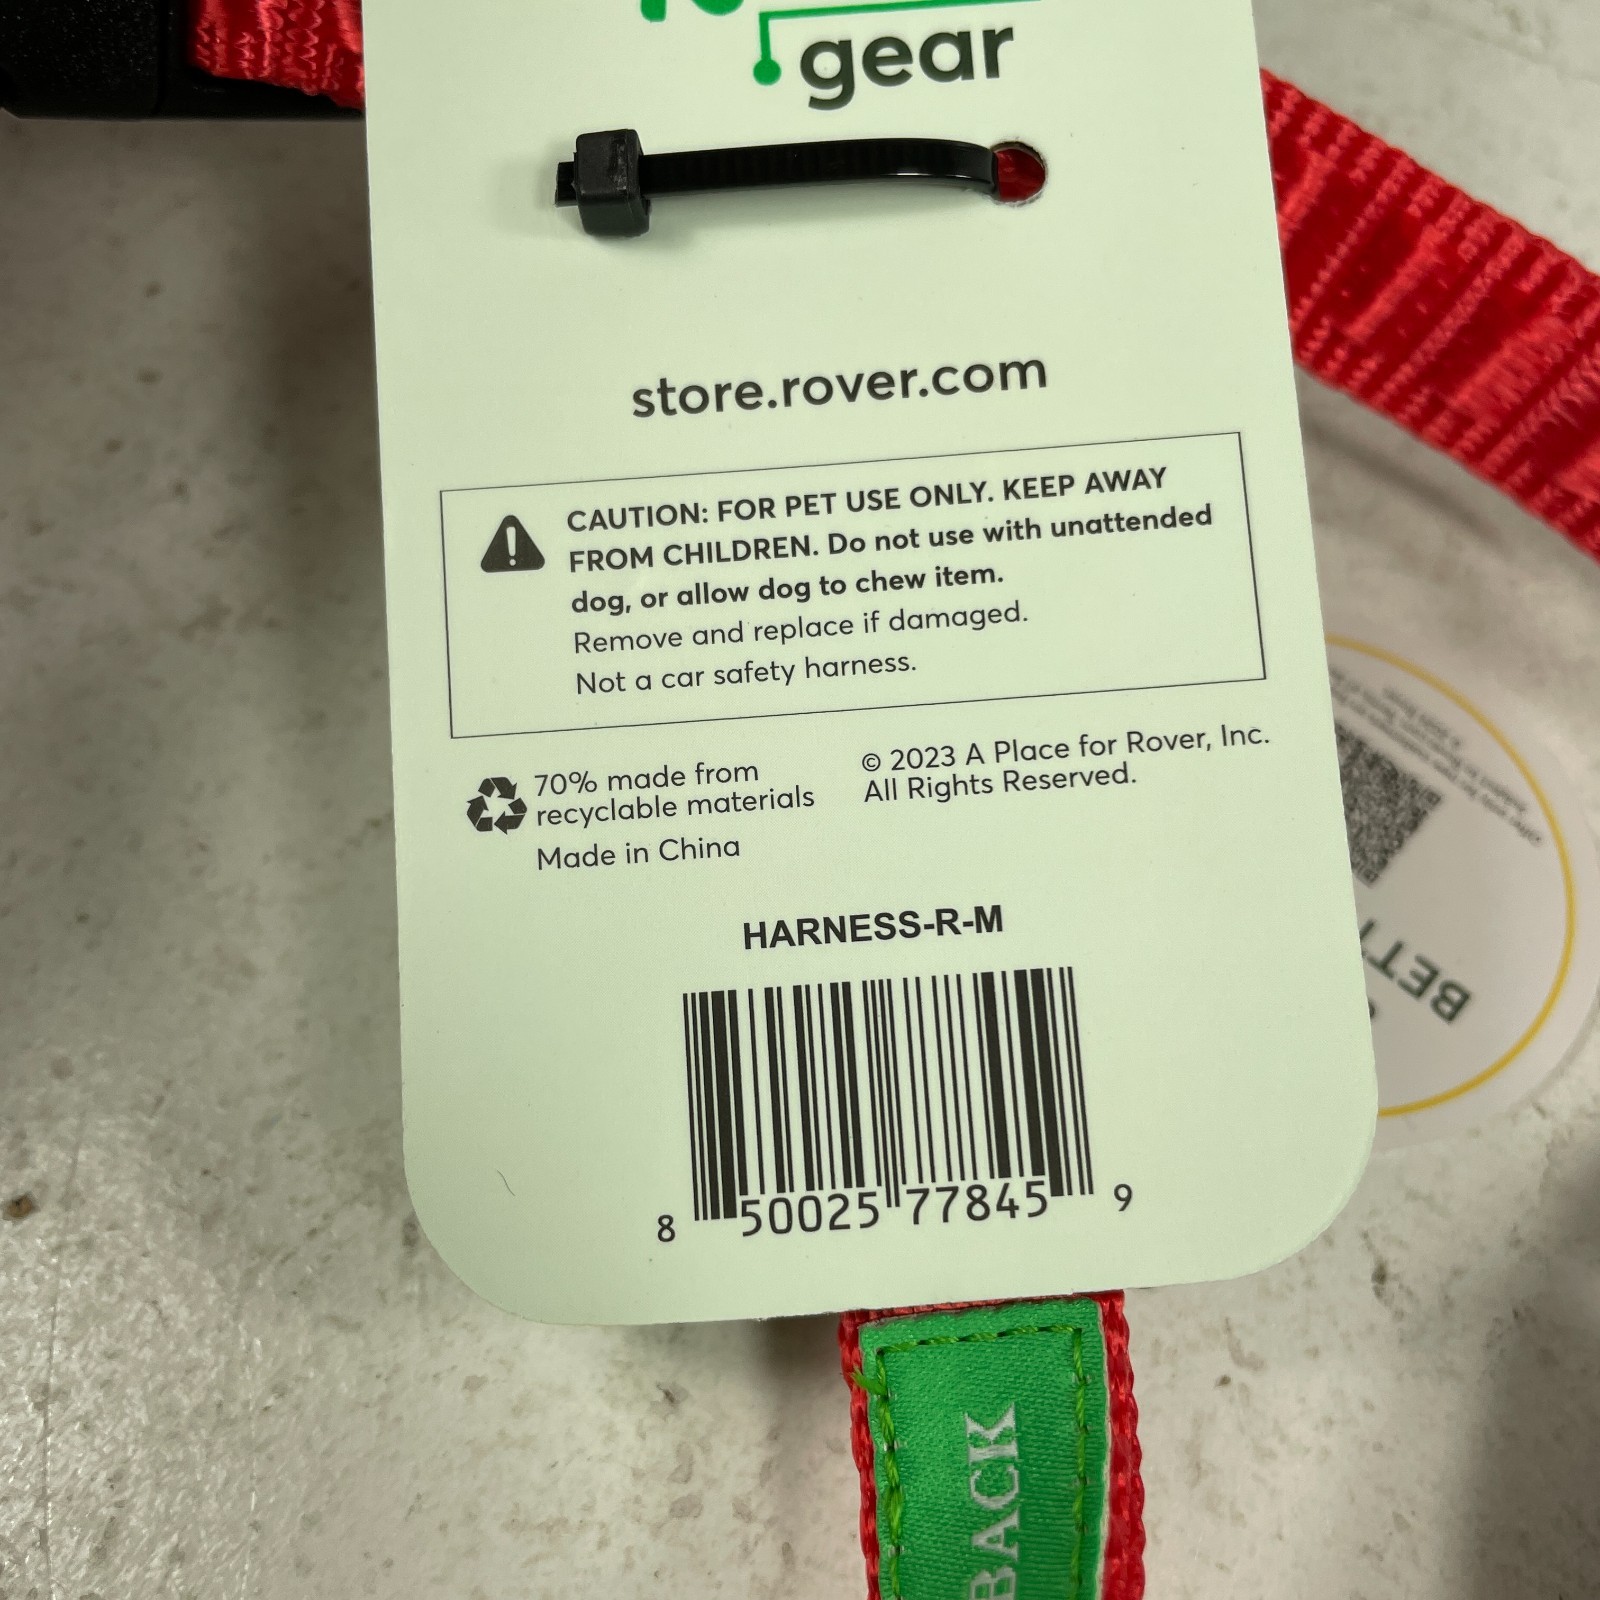 gear
store.rover.com
CAUTION: FOR PET USE ONLY. KEEP AWAY
FROM CHILDREN. Do not use with unattended
dog, or allow dog to chew item.
Remove and replace if damaged.
Not a car safety harness.
70% made from
recyclable materials
Made in China
© 2023 A Place for Rover, Inc.
All Rights Reserved.
HARNESS-R-M
8 50025 77845 9
BACK